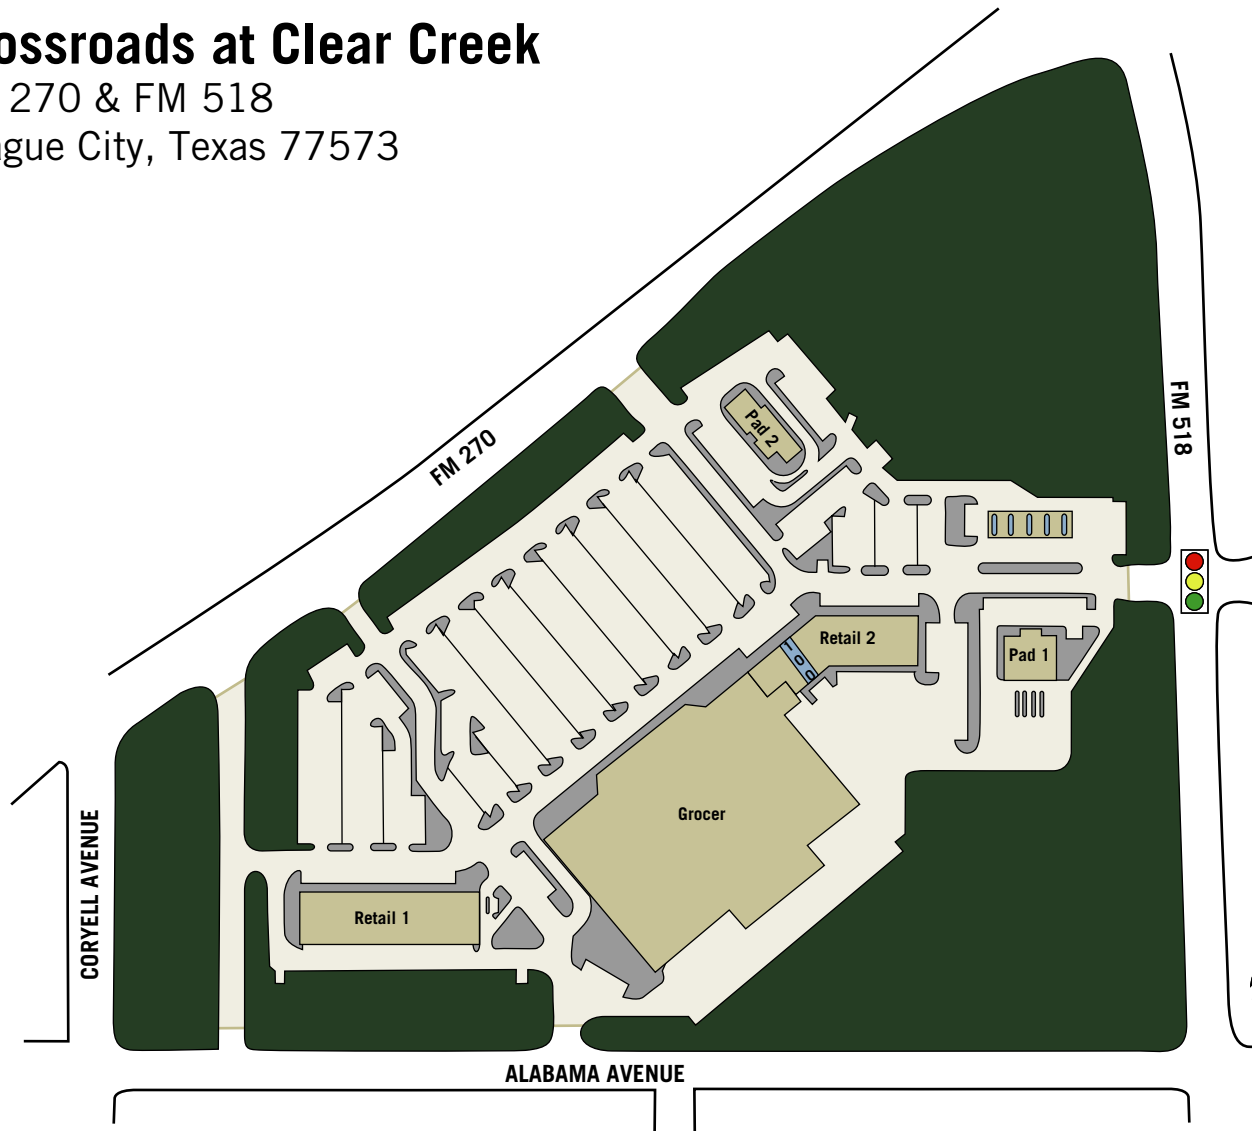 ossroads at Clear Creek
270 & FM 518
ague City, Texas 77573
FM 270
FM 518
Pad 2
Retail 2
Pad 1
Grocer
Retail 1
CORYELL AVENUE
ALABAMA AVENUE